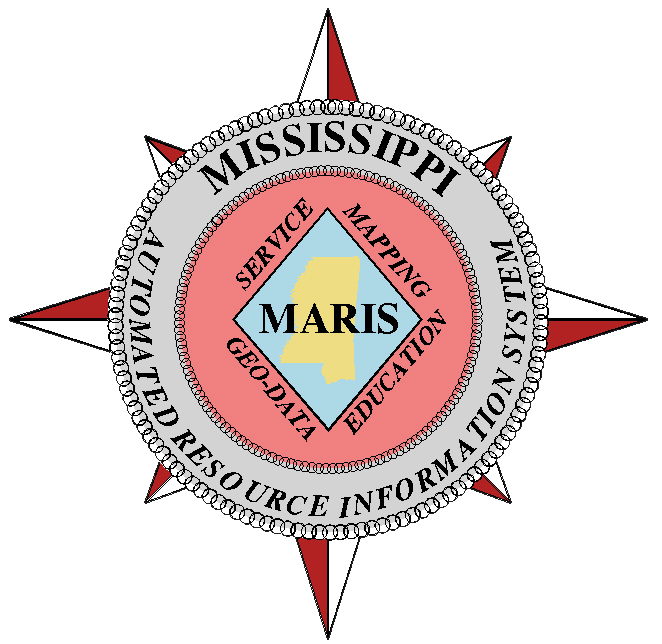 MISSISSIPPI
AUTOMATED RESOURCE INFORMATION SYSTEM
SERVICE
MAPPING
MARIS
GEO-DATA
EDUCATION